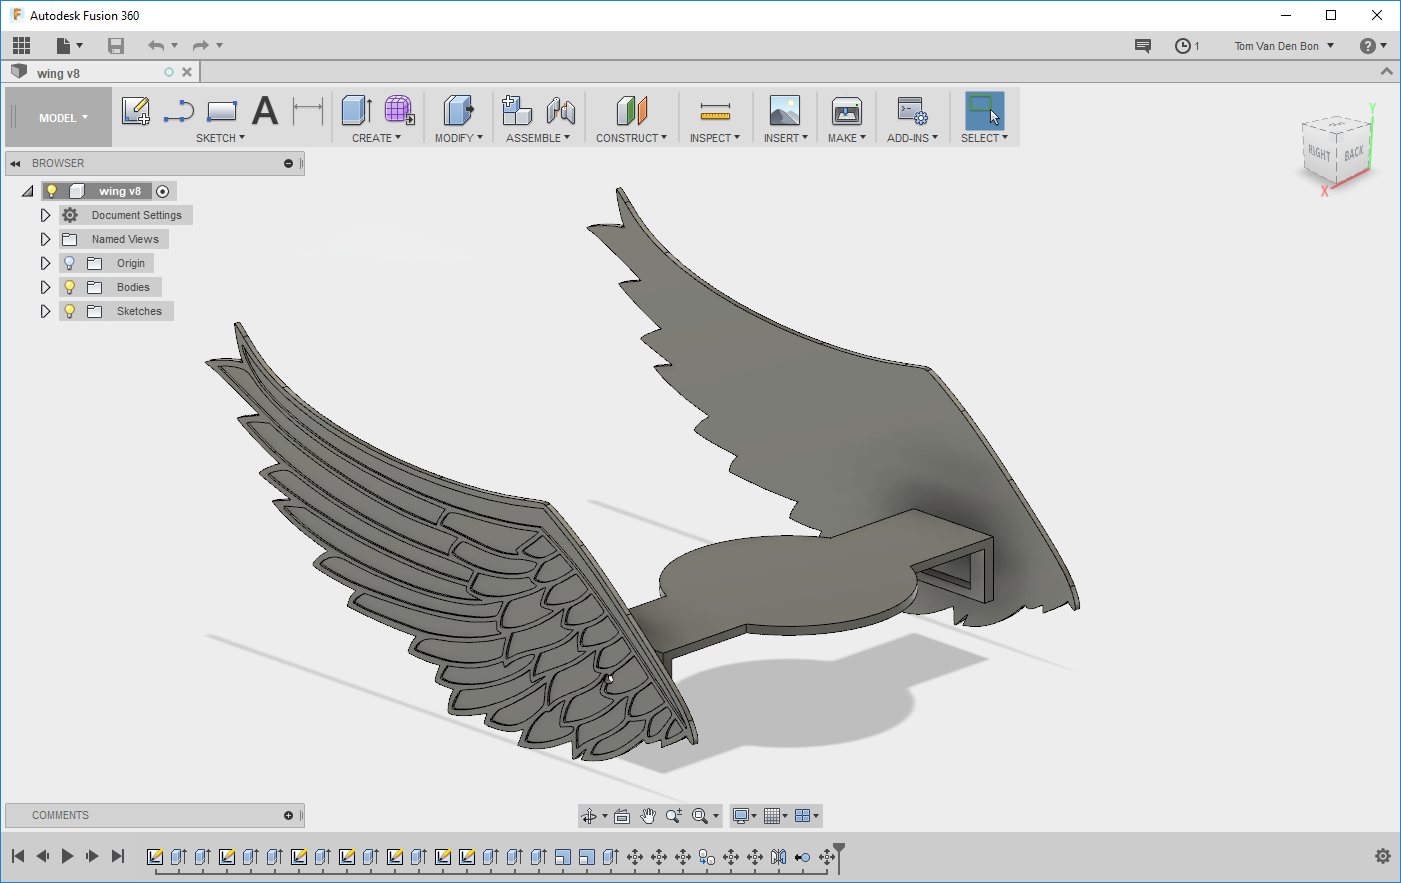 Autodesk Fusion 360
1
Tom Van Den Bon
?
wing v8
MODEL
A
SKETCH
CREATE
MODIFY
ASSEMBLE
CONSTRUCT
INSPECT
INSERT
MAKE
ADD-INS
SELECT
BROWSER
wing v8
Document Settings
Named Views
Origin
Bodies
Sketches
Y
RIGHT
BACK
X
COMMENTS